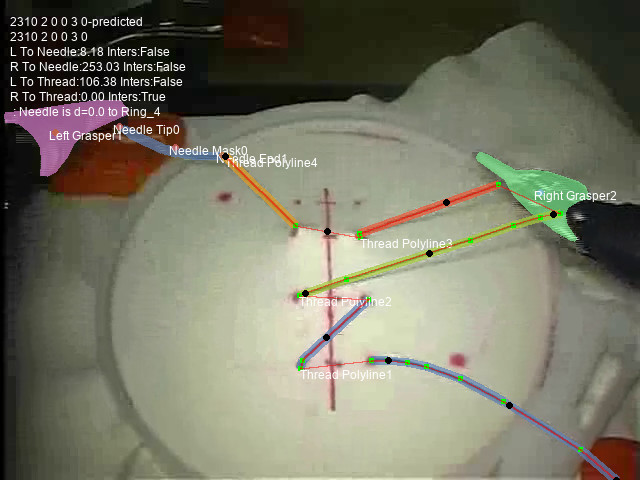 2310 2 0 0 3 0-predicted
2310 2 0 0 3 0
L To Needle:8.18 Inters:False
R To Needle:253.03 Inters:False
L To Thread:106.38 Inters:False
R To Thread:0.00 Inters:True
: Needle is d=0.0 to Ring_4
Left Grasper1
Needle Tip0
Needle Mask0
Needle End1
Thread Polyline4
Right Grasper2
Thread Polyline3
Thread Polyline2
Thread Polyline1